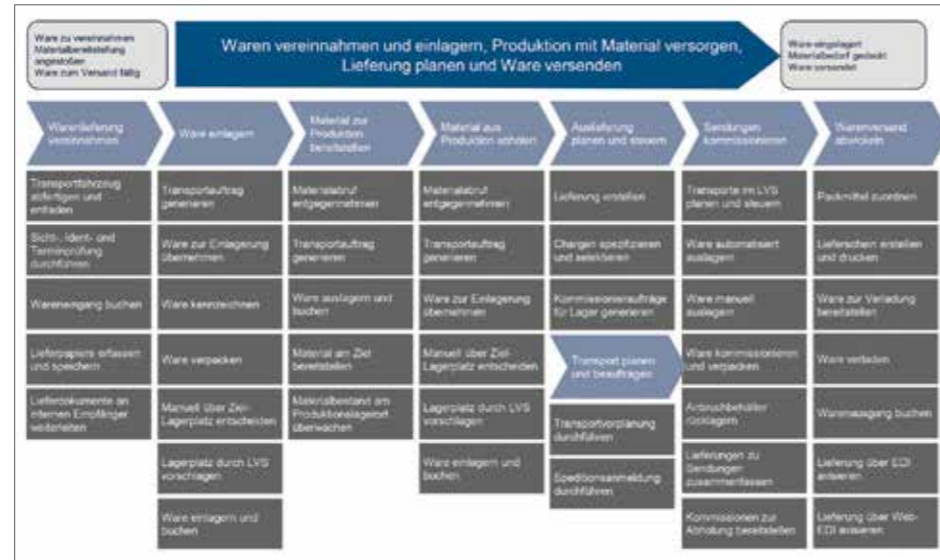 Ware zu vereinnahmen
Materialbereitstellung
angestoßen
Ware zum Versand fällig
Waren vereinnahmen und einlagern, Produktion mit Material versorgen,
Lieferung planen und Ware versenden
Ware eingelagert
Materialbedarf gedeckt
Ware versendet
Warenlieferung
vereinnahmen
Ware einlagern
Material zur
Produktion
bereitstellen
Material aus
Produktion abholen
Auslieferung
planen und steuern
Sendungen
kommissionieren
Warenversand
abwickeln
Transportfahrzeug
abfertigen und
entladen
Sicht-, Ident- und
Terminprüfung
durchführen
Wareneingang buchen
Lieferpapiere erfassen
und speichern
Lieferdokumente an
internen Empfänger
weiterleiten
Transportauftrag
generieren
Ware zur Einlagerung
übernehmen
Ware kennzeichnen
Ware verpacken
Manuell über Ziel-
Lagerplatz entscheiden
Lagerplatz durch LVS
vorschlagen
Ware einlagern und
buchen
Materialabruf
entgegennehmen
Transportauftrag
generieren
Ware auslagern und
buchen
Material am Ziel
bereitstellen
Materialbestand am
Produktionslagerort
überwachen
Materialabruf
entgegennehmen
Transportauftrag
generieren
Ware zur Einlagerung
übernehmen
Manuell über Ziel-
Lagerplatz entscheiden
Lagerplatz durch LVS
vorschlagen
Ware einlagern und
buchen
Lieferung erstellen
Chargen spezifizieren
und selektieren
Kommissionieraufträge
für Lager generieren
Transport planen
und beauftragen
Transportvorplanung
durchführen
Speditionsanmeldung
durchführen
Transporte im LVS
planen und steuern
Ware automatisiert
auslagern
Ware manuell
auslagern
Ware kommissionieren
und verpacken
Anbruchbehälter
rücklagern
Lieferungen zu
Sendungen
zusammenfassen
Kommissionen zur
Abholung bereitstellen
Packmittel zuordnen
Lieferschein erstellen
und drucken
Ware zur Verladung
bereitstellen
Ware verladen
Warenausgang buchen
Lieferung über EDI
avisieren
Lieferung über Web-
EDI avisieren